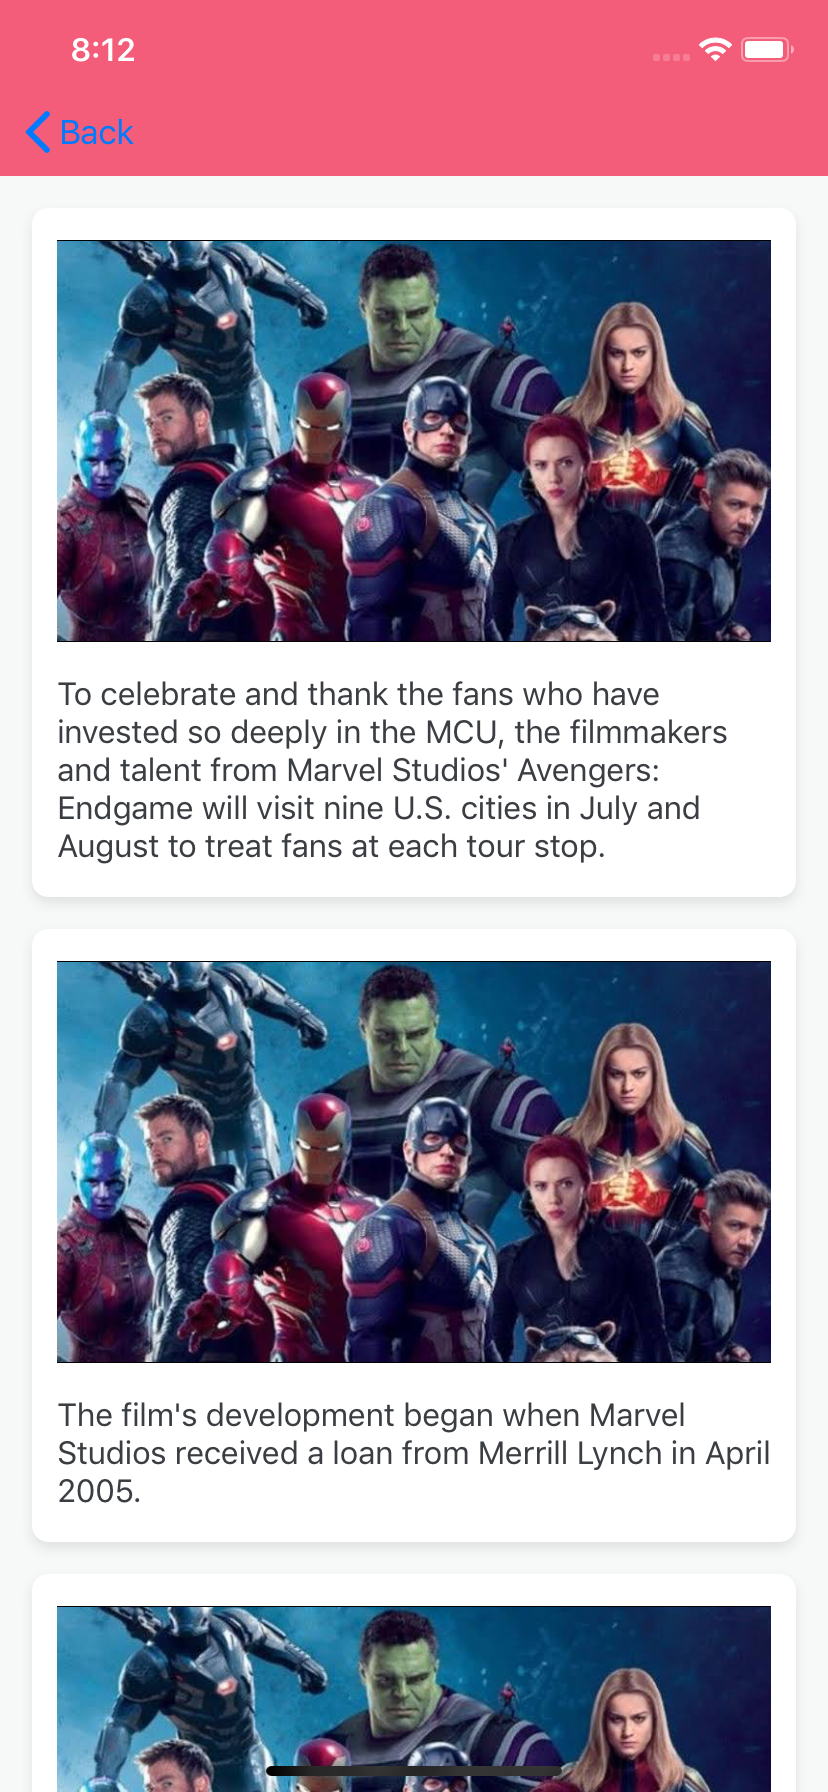 8:12
Back
To celebrate and thank the fans who have
invested so deeply in the MCU, the filmmakers
and talent from Marvel Studios' Avengers:
Endgame will visit nine U.S. cities in July and
August to treat fans at each tour stop.
The film's development began when Marvel
Studios received a loan from Merrill Lynch in April
2005.